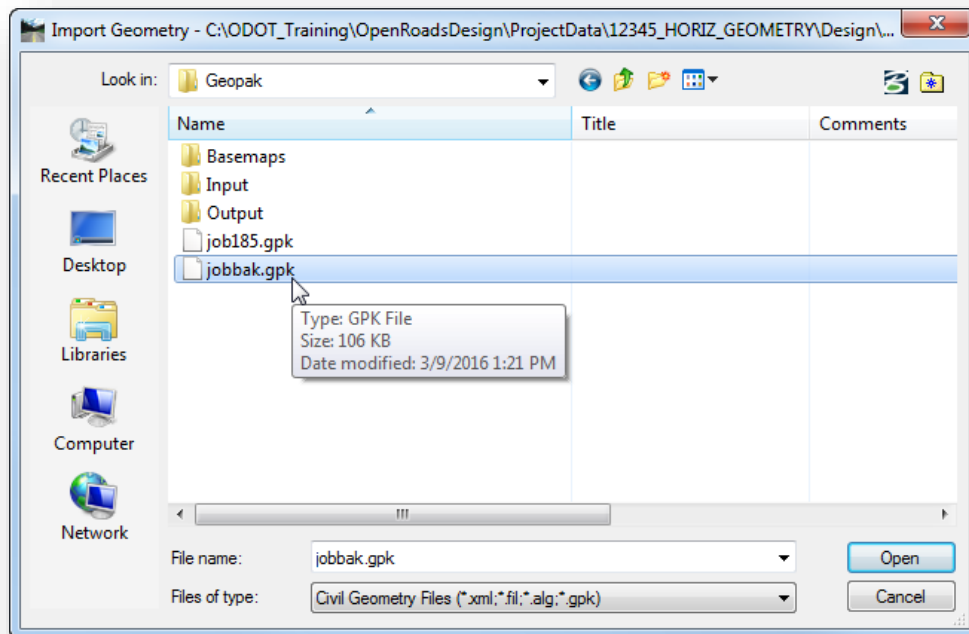 Import Geometry - C:\ODOT_Training\OpenRoadsDesign\ProjectData\12345_HORIZ_GEOMETRY\Design\...
Look in: Geopak
Name Title Comments
Recent Places
Desktop
Libraries
Computer
Network
Basemaps
Input
Output
job185.gpk
jobbak.gpk
Type: GPK File
Size: 106 KB
Date modified: 3/9/2016 1:21 PM
File name: jobbak.gpk Open
Files of type: Civil Geometry Files (*.xml;*.fil;*.alg;*.gpk) Cancel